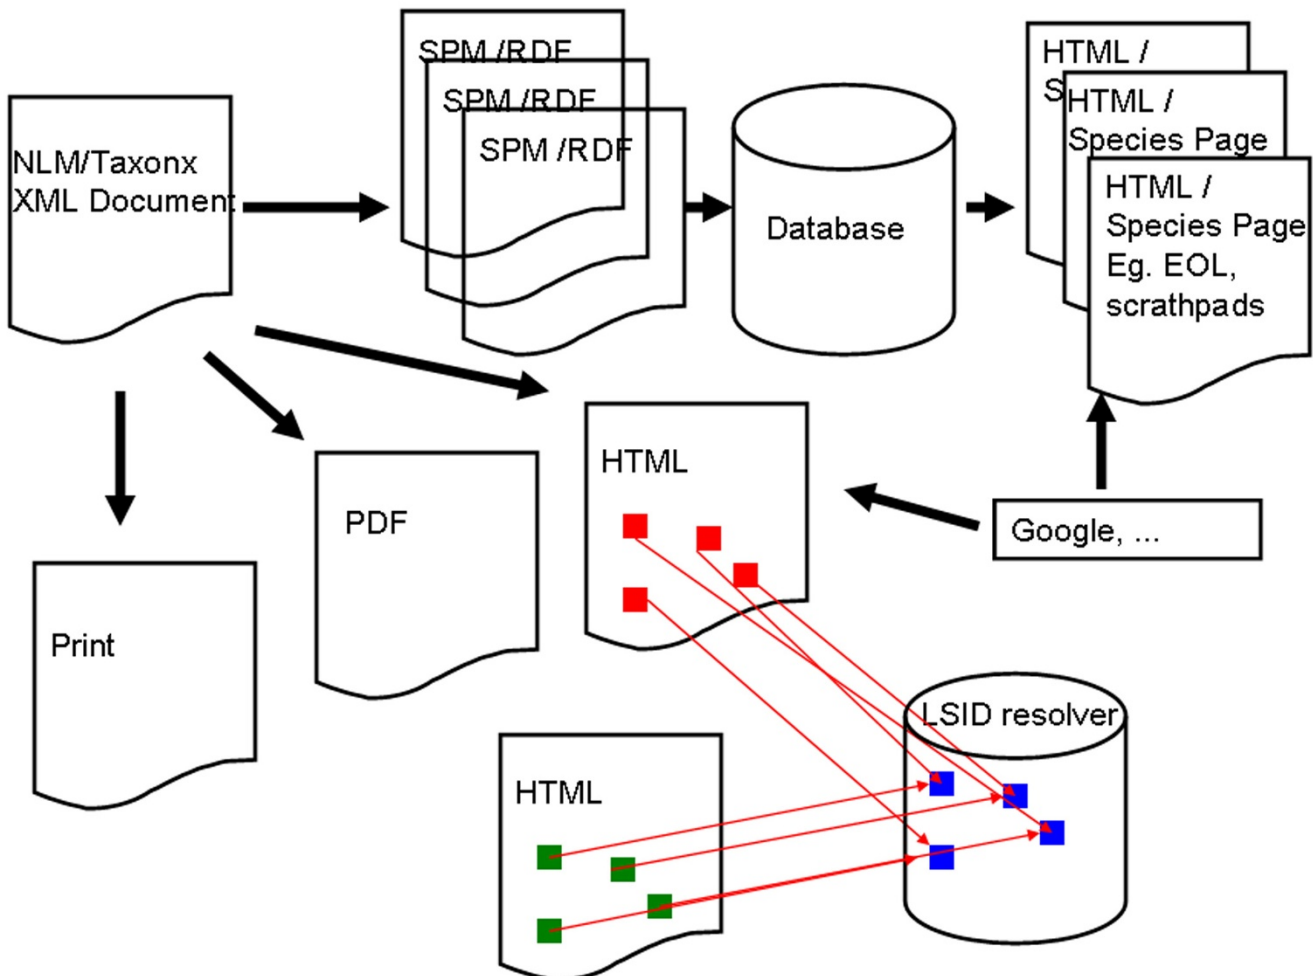 SPM /RDF
SPM /RDF
SPM /RDF
NLM/Taxonx
XML Document
Database
HTML /
S
HTML /
Species Page
HTML /
Species Page
Eg. EOL,
scrathpads
HTML
Google, ...
PDF
Print
LSID resolver
HTML